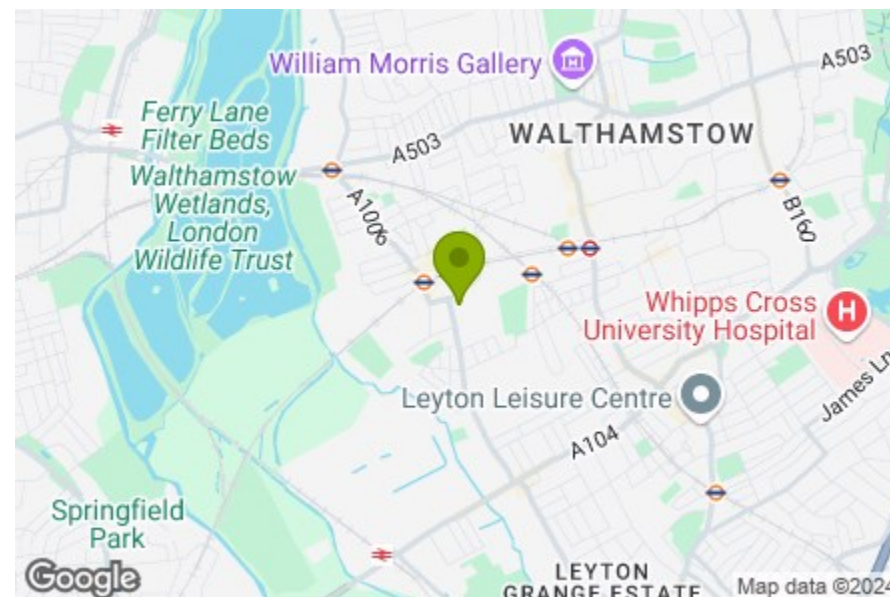 William Morris Gallery
A503
Ferry Lane
Filter Beds
WALTHAMSTOW
A503
Walthamstow
Wetlands,
London
Wildlife Trust
A1006
B160
Whipps Cross
University Hospital
H
Leyton Leisure Centre
James Ln
A104
Springfield
Park
LEYTON
GRANGE ESTATE
Google
Map data ©2024